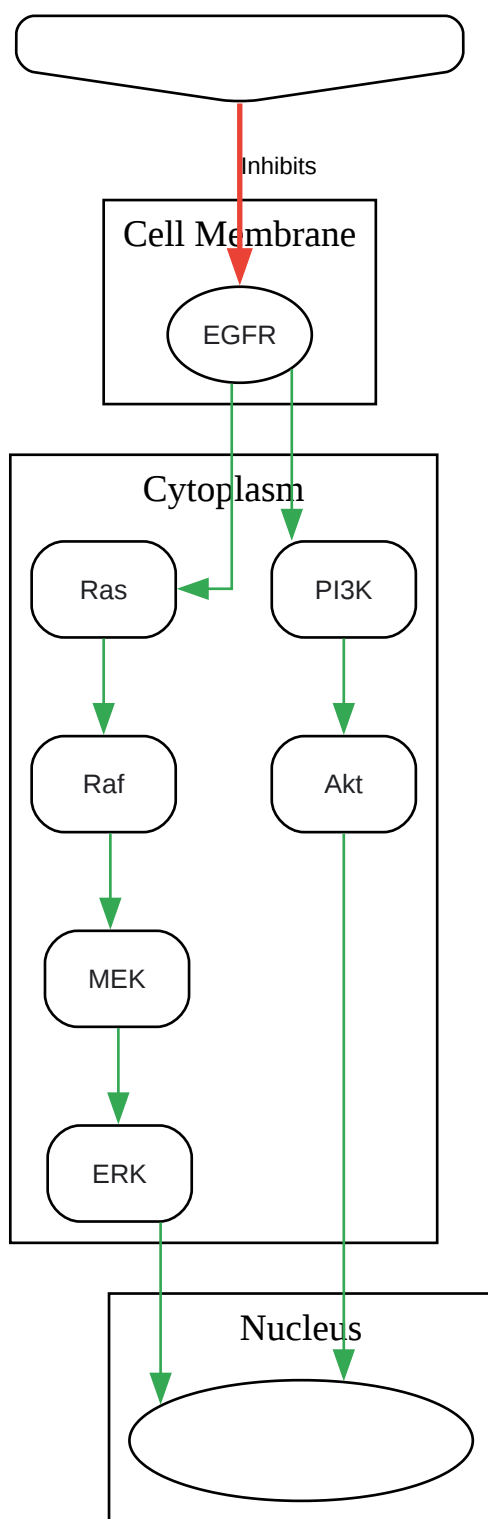 Inhibits
Cell Membrane
EGFR
Cytoplasm
Ras
PI3K
Raf
Akt
MEK
ERK
Nucleus